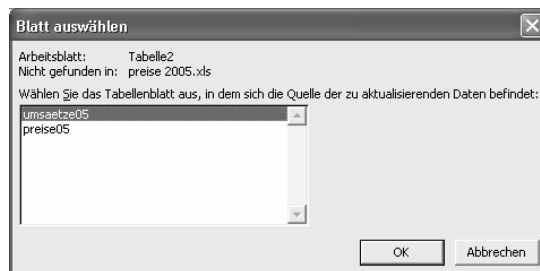 Blatt auswählen
Arbeitsblatt: Tabelle2
Nicht gefunden in: preise 2005.xls
Wählen Sie das Tabellenblatt aus, in dem sich die Quelle der zu aktualisierenden Daten befindet:
umsaetze05
preise05
OK Abbrechen